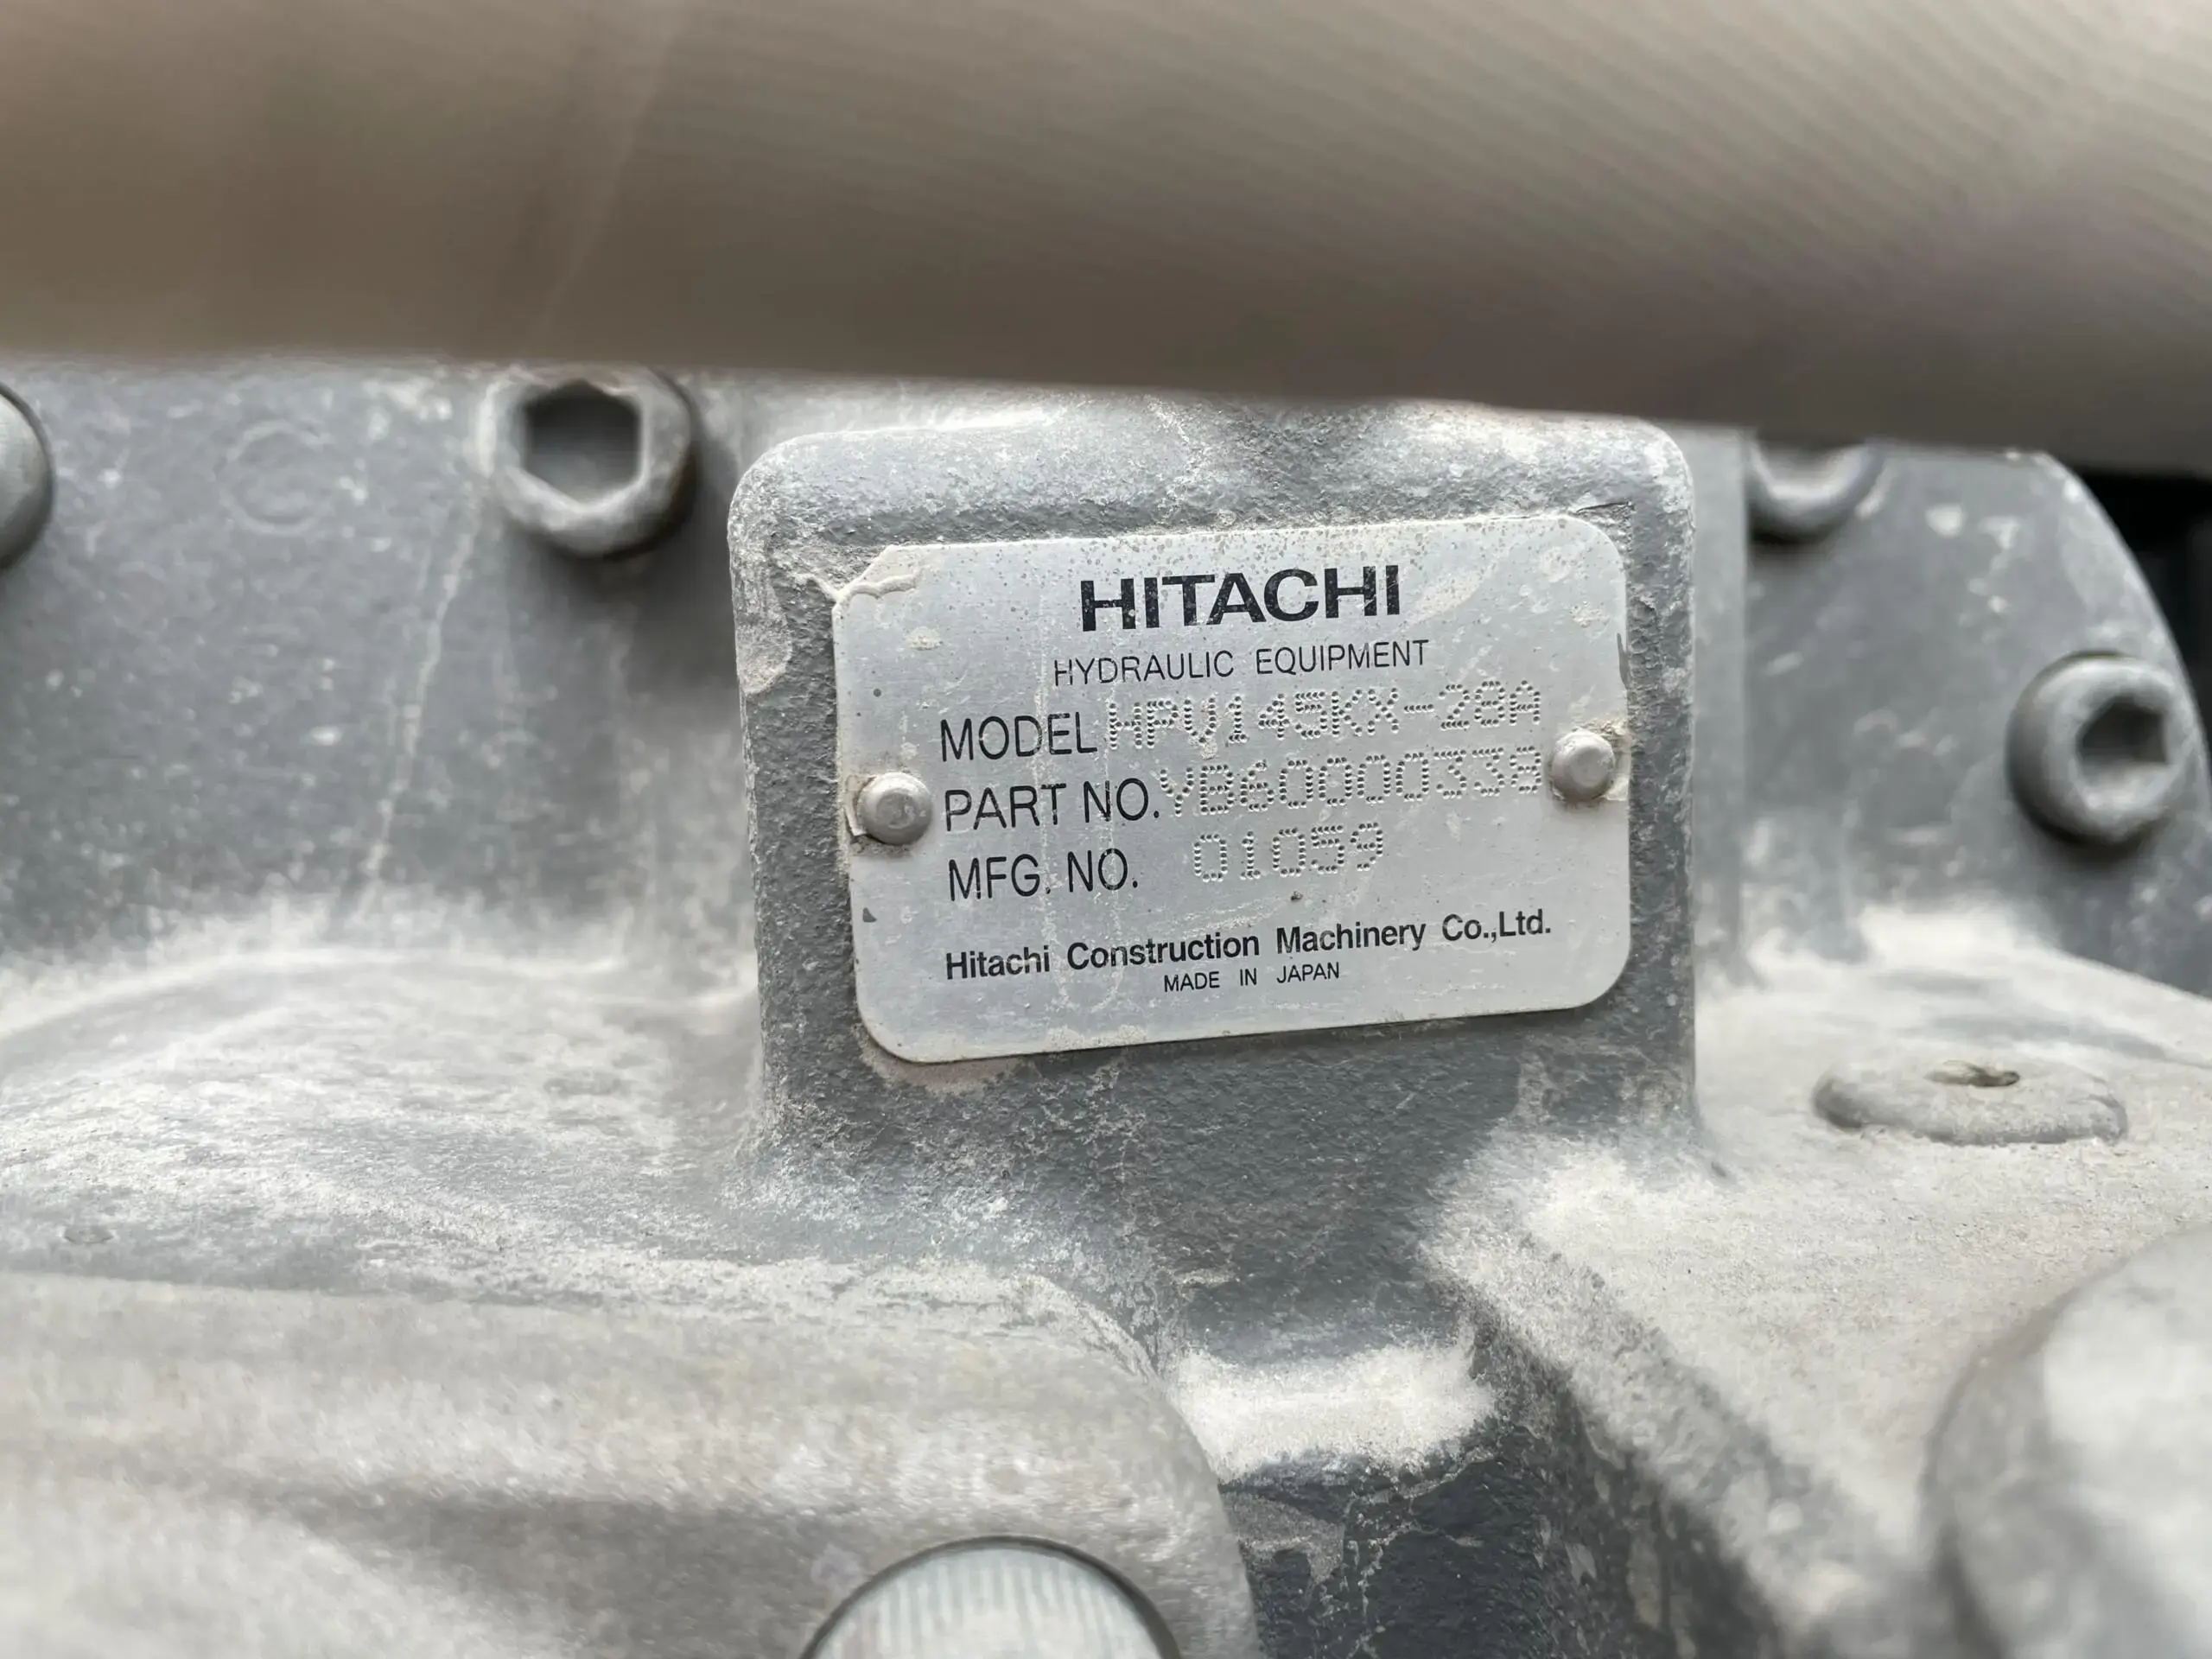 HITACHI
HYDRAULIC EQUIPMENT
MODEL HPV145KX-28A
PART NO. YB60000338
MFG. NO. 01059
Hitachi Construction Machinery Co.,Ltd.
MADE IN JAPAN